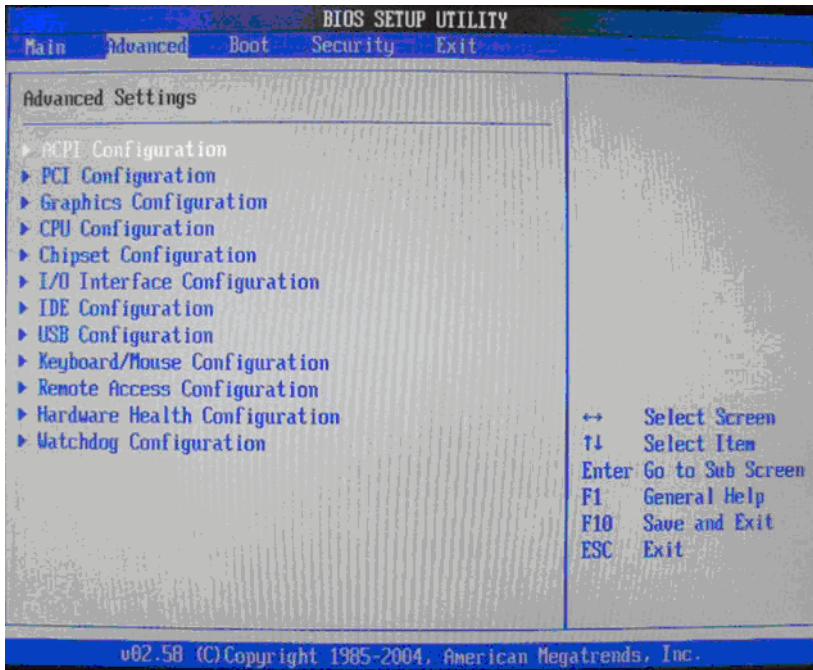 BIOS SETUP UTILITY
Main Advanced Boot Security Exit
Advanced Settings
▶ ACPI Configuration
▶ PCI Configuration
▶ Graphics Configuration
▶ CPU Configuration
▶ Chipset Configuration
▶ I/O Interface Configuration
▶ IDE Configuration
▶ USB Configuration
▶ Keyboard/Mouse Configuration
▶ Remote Access Configuration
▶ Hardware Health Configuration
▶ Watchdog Configuration
↔ Select Screen
↑↓ Select Item
Enter Go to Sub Screen
F1 General Help
F10 Save and Exit
ESC Exit
v02.58 (C)Copyright 1985-2004, American Megatrends, Inc.